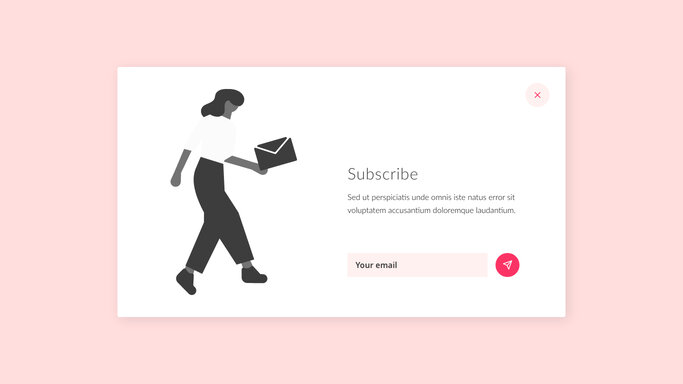 Subscribe
Sed ut perspiciatis unde omnis iste natus error sit
voluptatem accusantium doloremque laudantium.
Your email